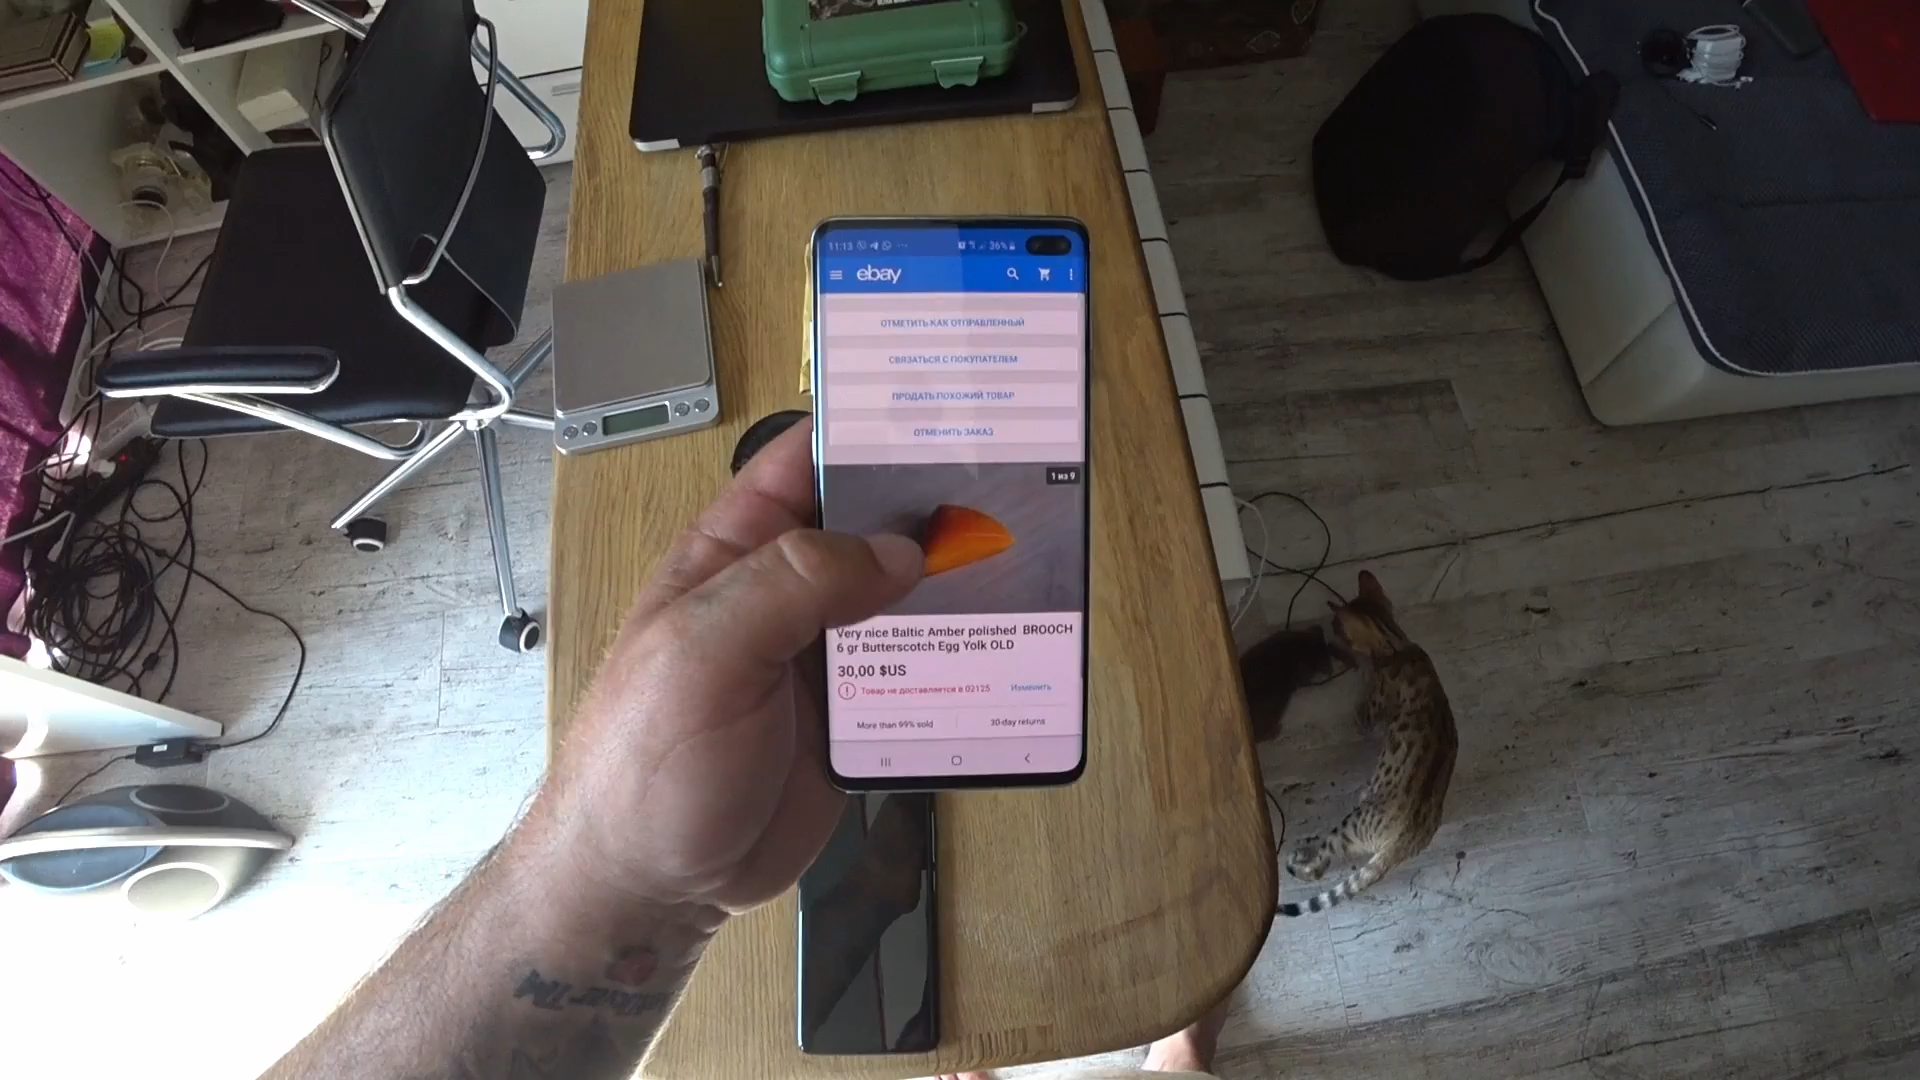 11:13
36%
ebay
ОТМЕТИТЬ КАК ОТПРАВЛЕННЫЙ
СВЯЗАТЬСЯ С ПОКУПАТЕЛЕМ
ПРОДАТЬ ПОХОЖИЙ ТОВАР
ОТМЕНИТЬ ЗАКАЗ
1 из 9
Very nice Baltic Amber polished BROOCH
6 gr Butterscotch Egg Yolk OLD
30,00 $US
Товар не доставляется в 02125 Изменить
More than 99% sold
30-day returns